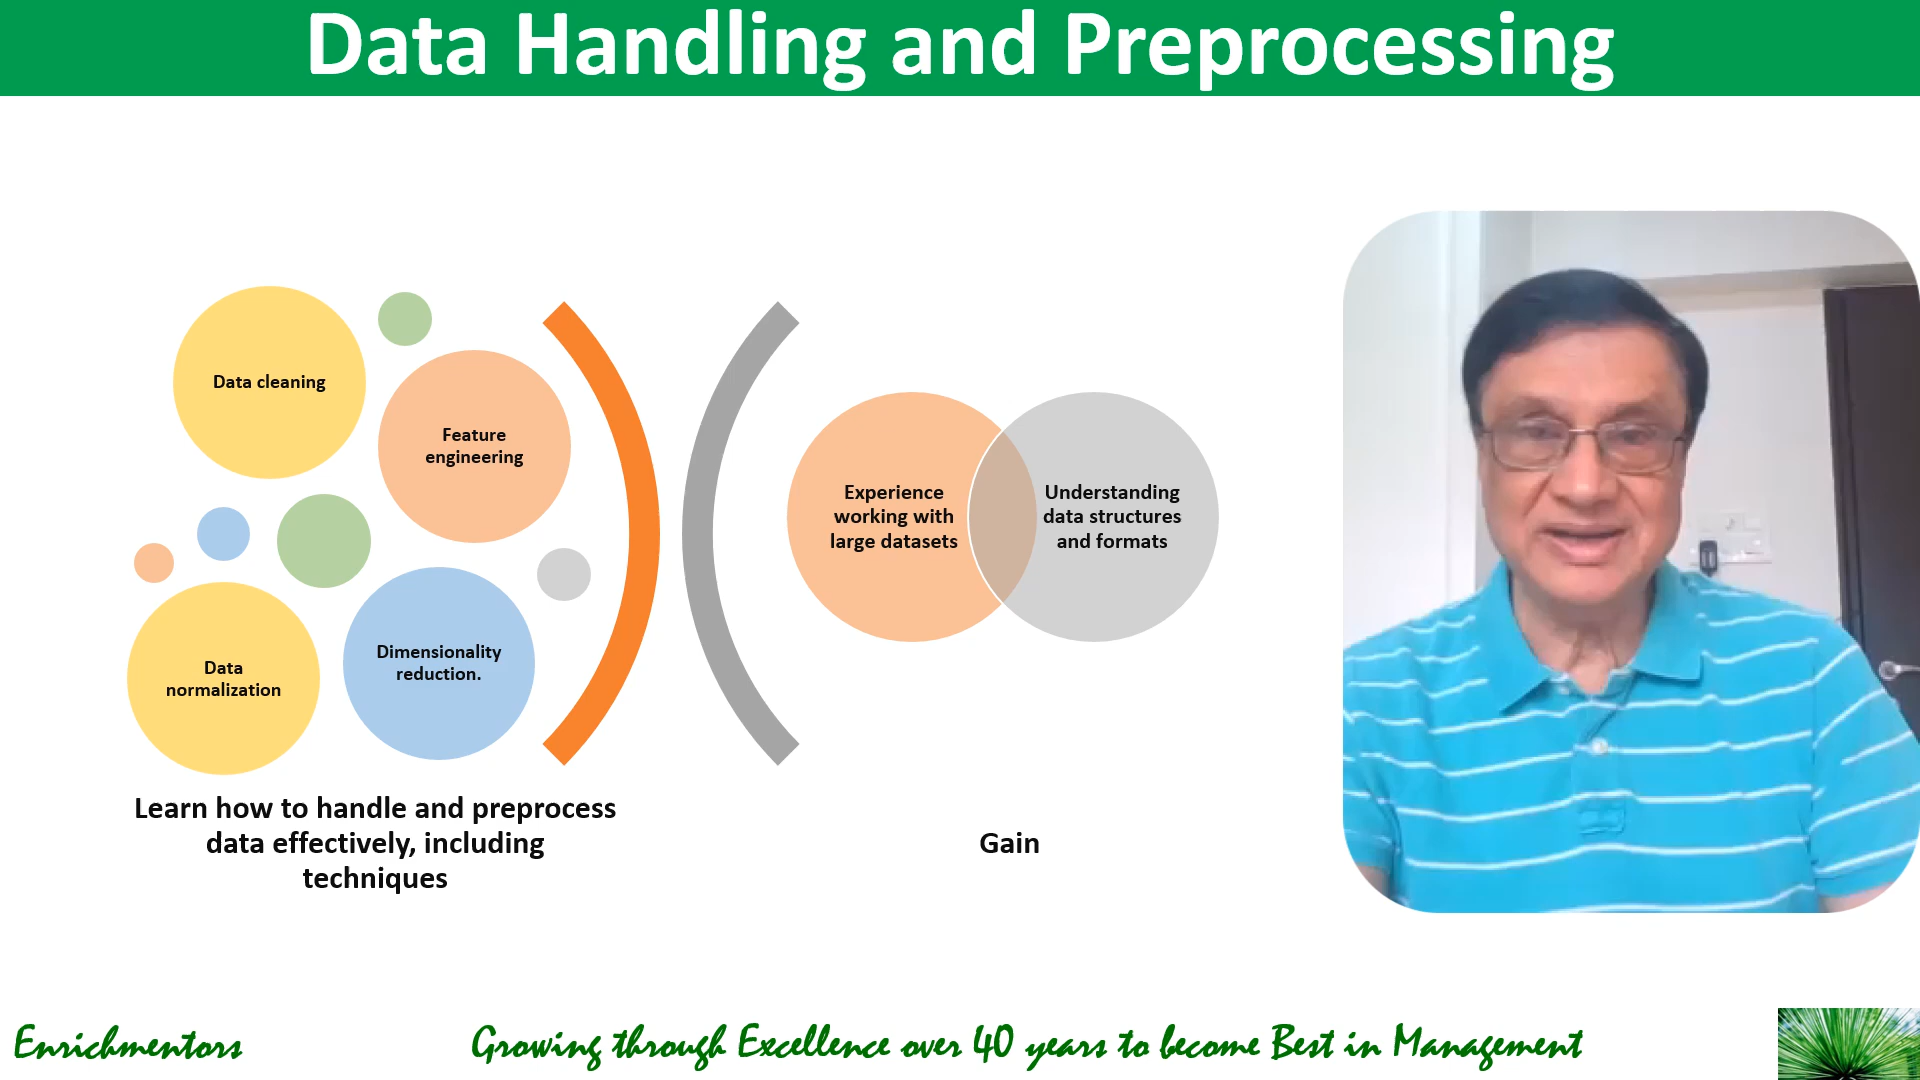 Data Handling and Preprocessing
Data cleaning
Feature
engineering
Data
normalization
Dimensionality
reduction.
Learn how to handle and preprocess
data effectively, including
techniques
Experience
working with
large datasets
Understanding
data structures
and formats
Gain
Enrichmentors
Growing through Excellence over 40 years to become Best in Management